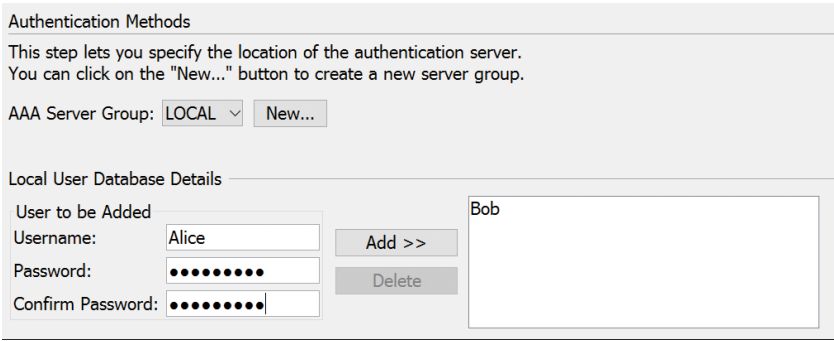 Authentication Methods
This step lets you specify the location of the authentication server.
You can click on the "New..." button to create a new server group.
AAA Server Group: LOCAL New...
Local User Database Details
User to be Added
Username: Alice
Password: ●●●●●●●●●
Confirm Password: ●●●●●●●●●
Add >>
Delete
Bob